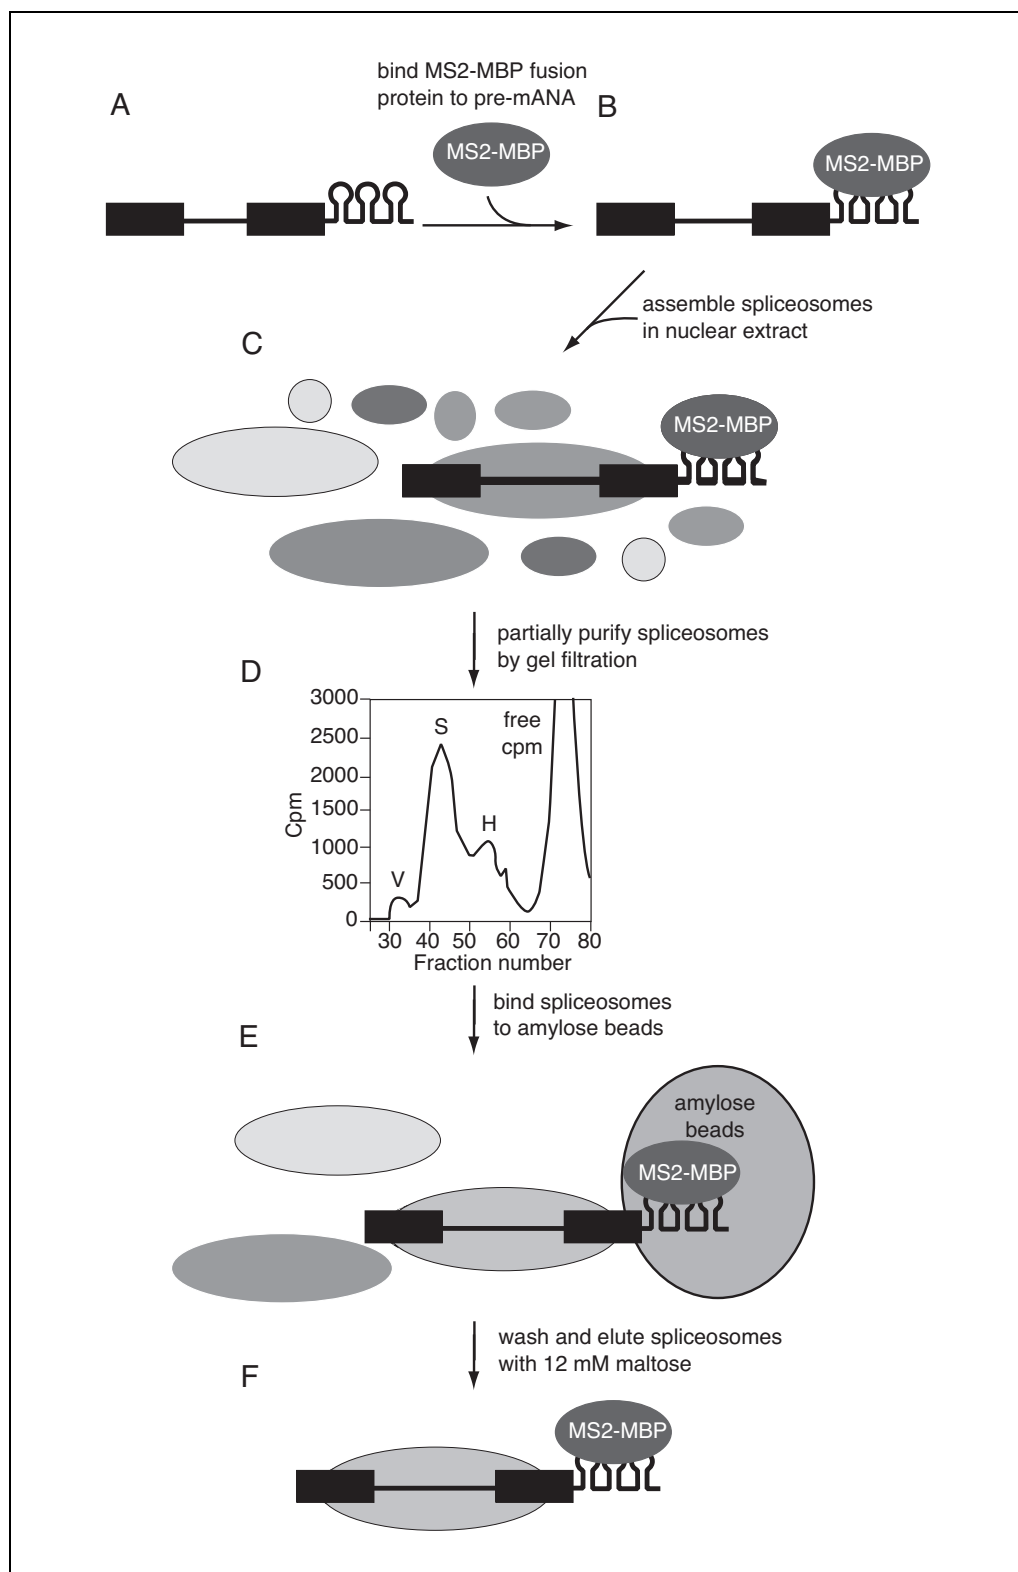 bind MS2-MBP fusion
protein to pre-mANA
A
B
MS2-MBP
MS2-MBP
assemble spliceosomes
in nuclear extract
C
MS2-MBP
partially purify spliceosomes
by gel filtration
D
3000
2500
2000
1500
1000
500
0
Cpm
S
free
cpm
H
V
30 40 50 60 70 80
Fraction number
bind spliceosomes
to amylose beads
E
amylose
beads
MS2-MBP
wash and elute spliceosomes
with 12 mM maltose
F
MS2-MBP